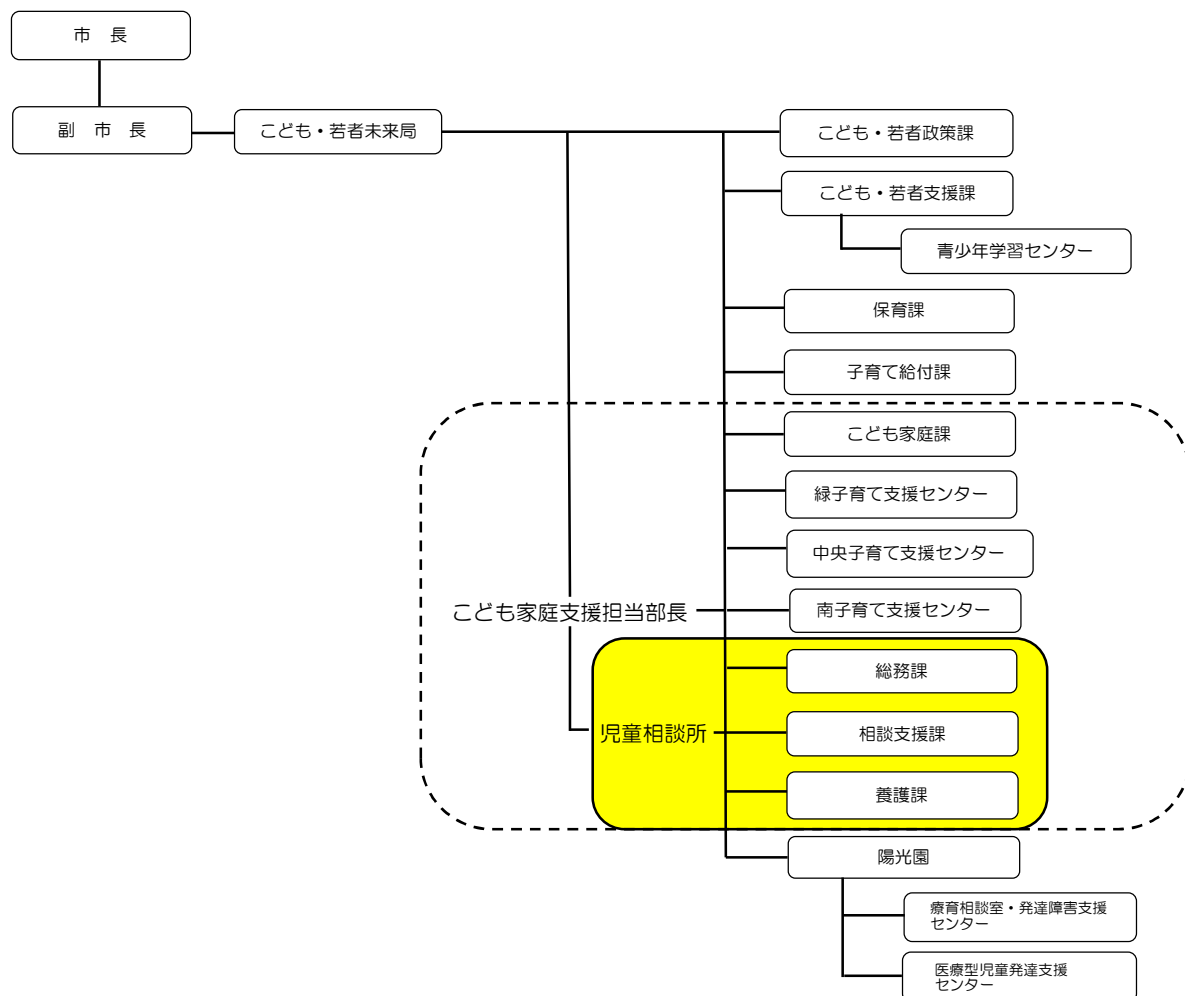 市　長
副　市　長
こども・若者未来局
こども・若者政策課
こども・若者支援課
青少年学習センター
保育課
子育て給付課
こども家庭課
緑子育て支援センター
中央子育て支援センター
こども家庭支援担当部長
南子育て支援センター
総務課
児童相談所
相談支援課
養護課
陽光園
療育相談室・発達障害支援
センター
医療型児童発達支援
センター